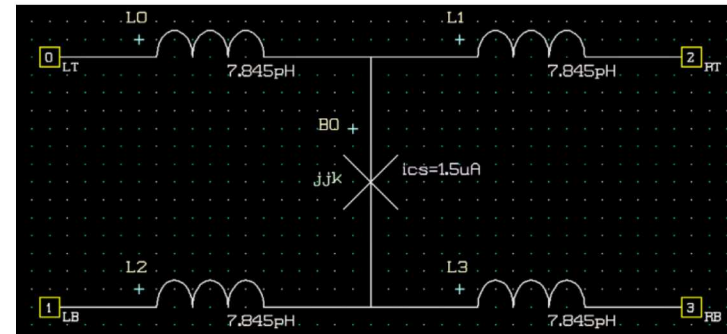 L0 L1
0 LT 7.845pH 7.845pH 2 RT
B0
jjk ics=1.5uA
L2 L3
1 LB 7.845pH 7.845pH 3 RB